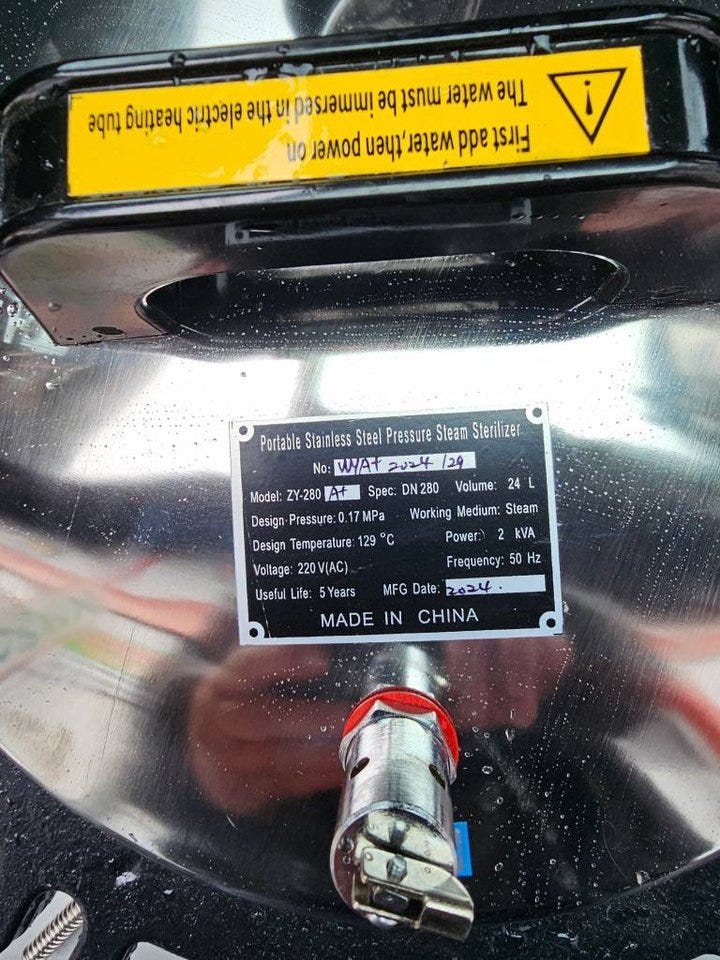 First add water,then power on
The water must be immersed in the electric heating tube
Portable Stainless Steel Pressure Steam Sterilizer
No: WYAt 2024 /29
Model: ZY-280 At Spec: DN 280 Volume: 24 L
Design Pressure: 0.17 MPa Working Medium: Steam
Design Temperature: 129 °C Power: 2 kVA
Voltage: 220 V(AC) Frequency: 50 Hz
Useful Life: 5 Years MFG Date: 2024.
MADE IN CHINA